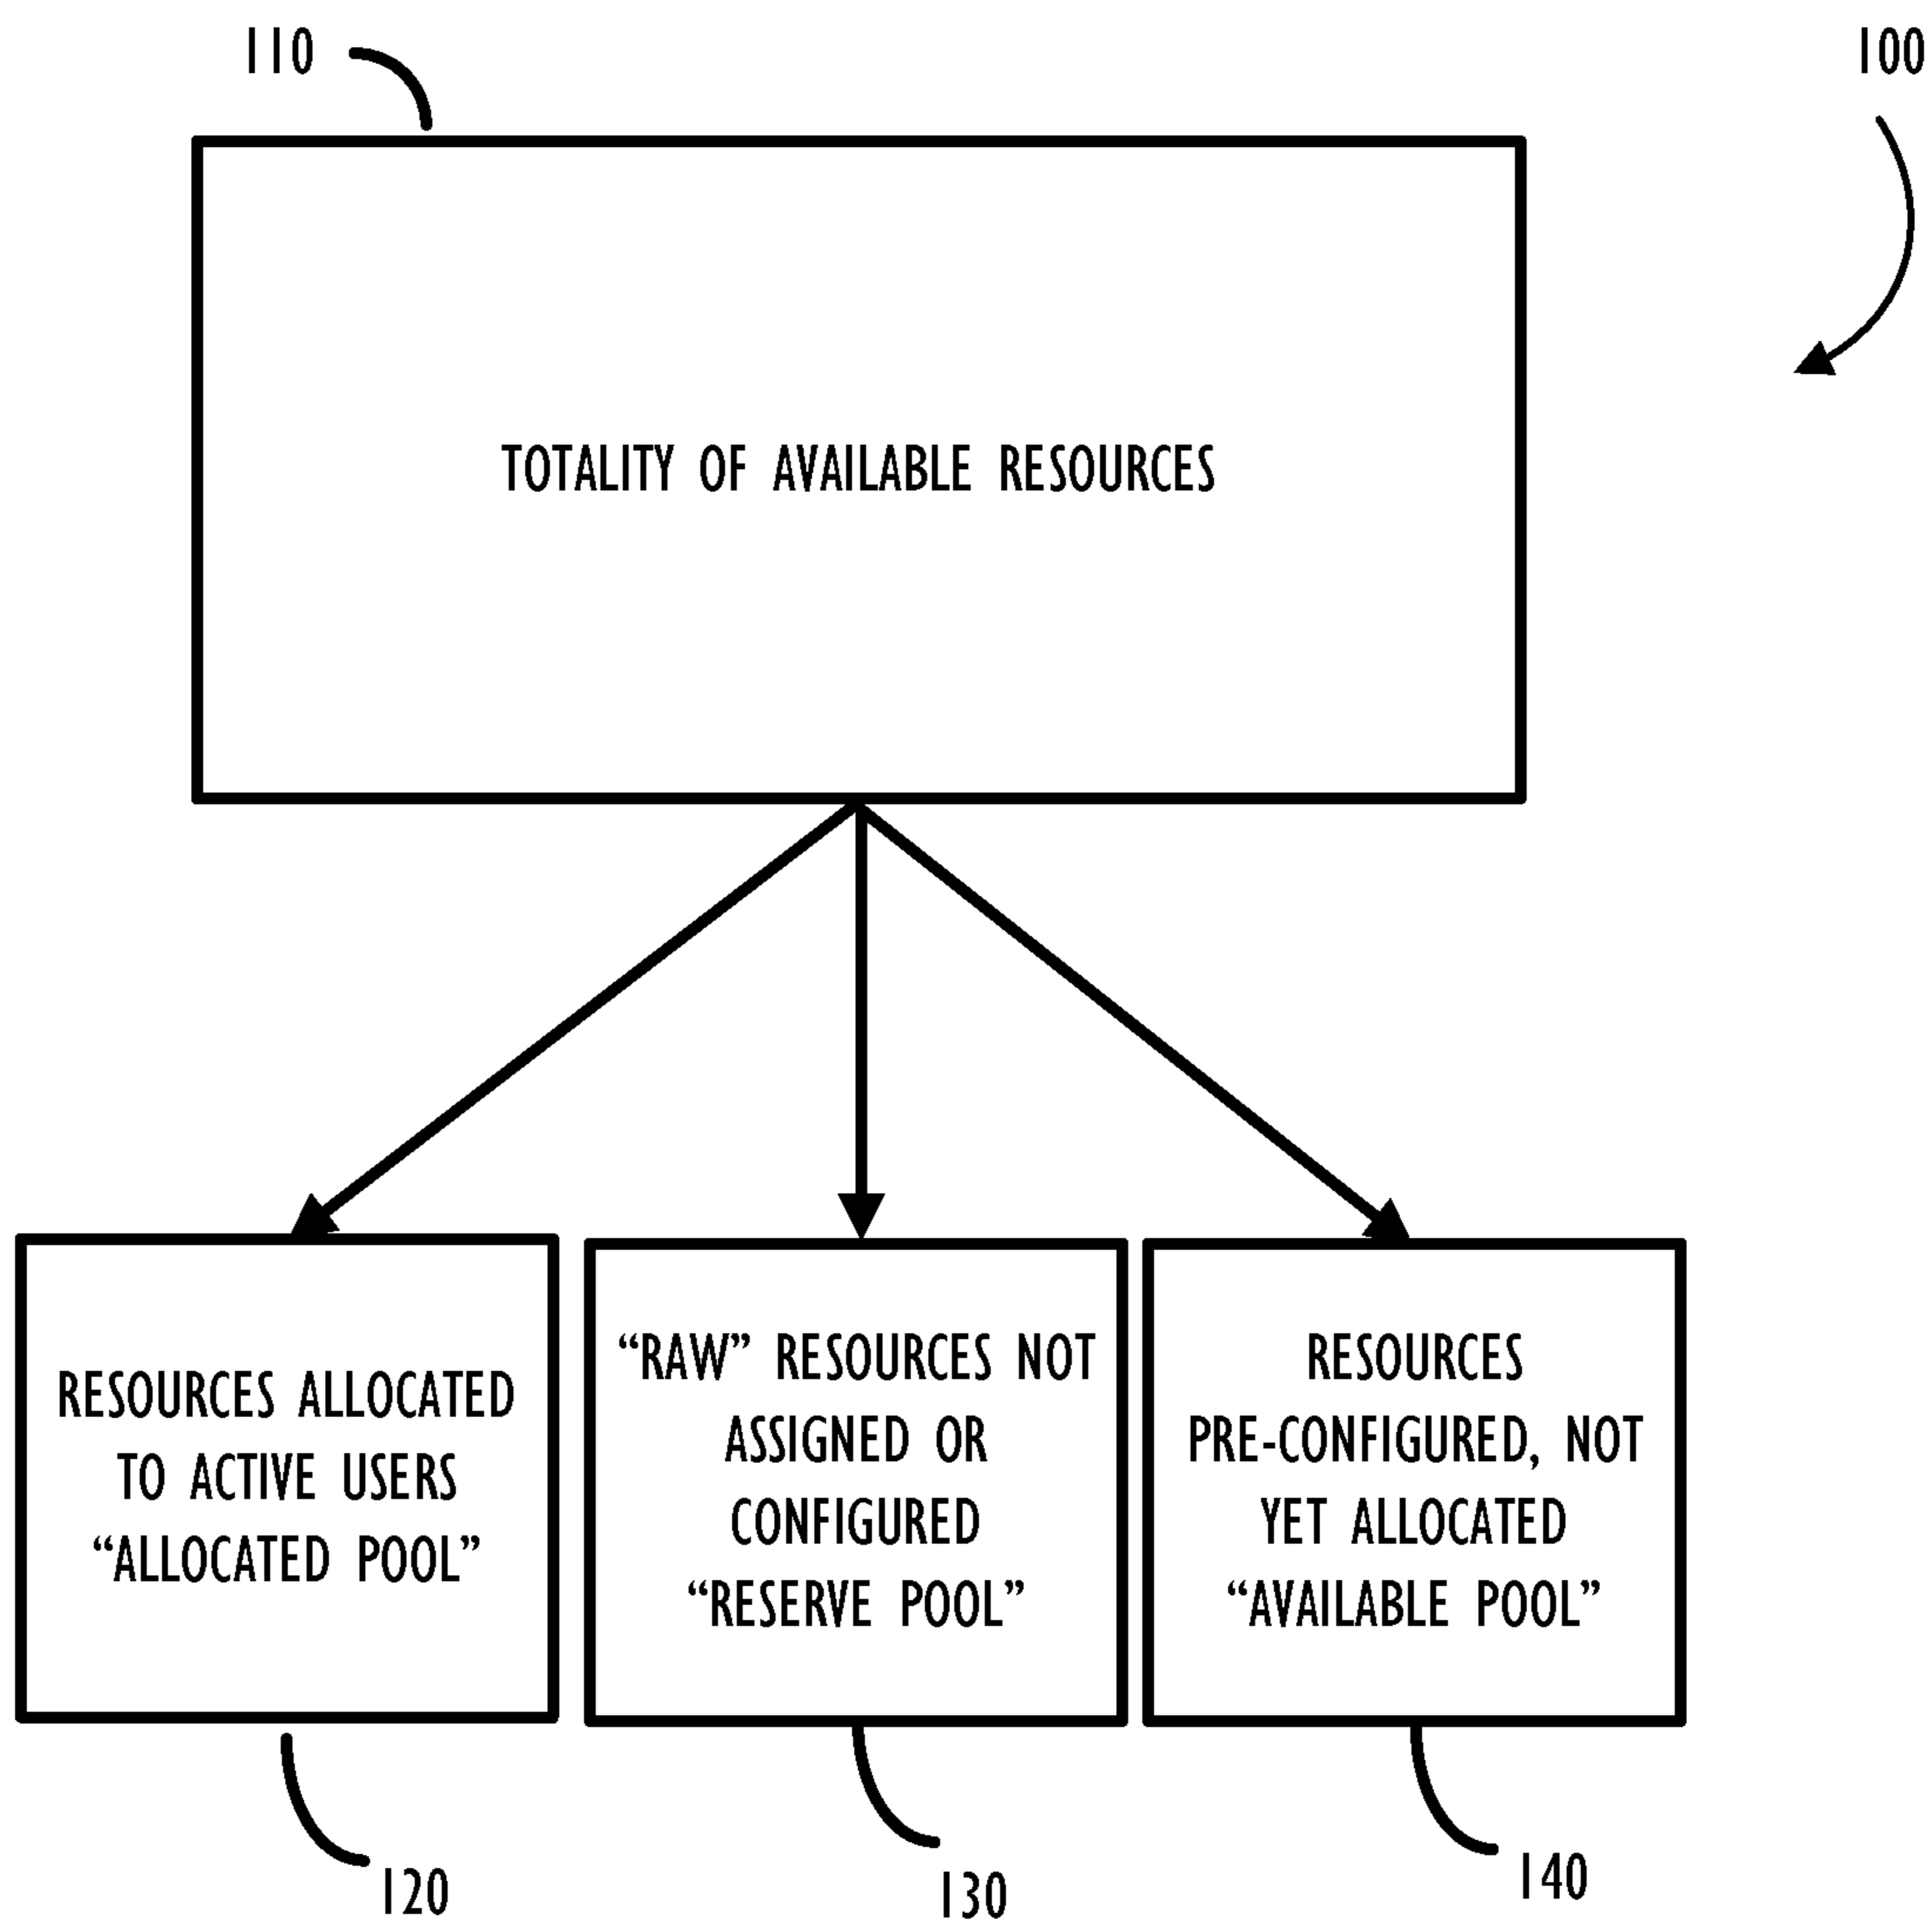 110
100
TOTALITY OF AVAILABLE RESOURCES
RESOURCES ALLOCATED
TO ACTIVE USERS
“ALLOCATED POOL”
“RAW” RESOURCES NOT
ASSIGNED OR
CONFIGURED
“RESERVE POOL”
RESOURCES
PRE-CONFIGURED, NOT
YET ALLOCATED
“AVAILABLE POOL”
120
130
140